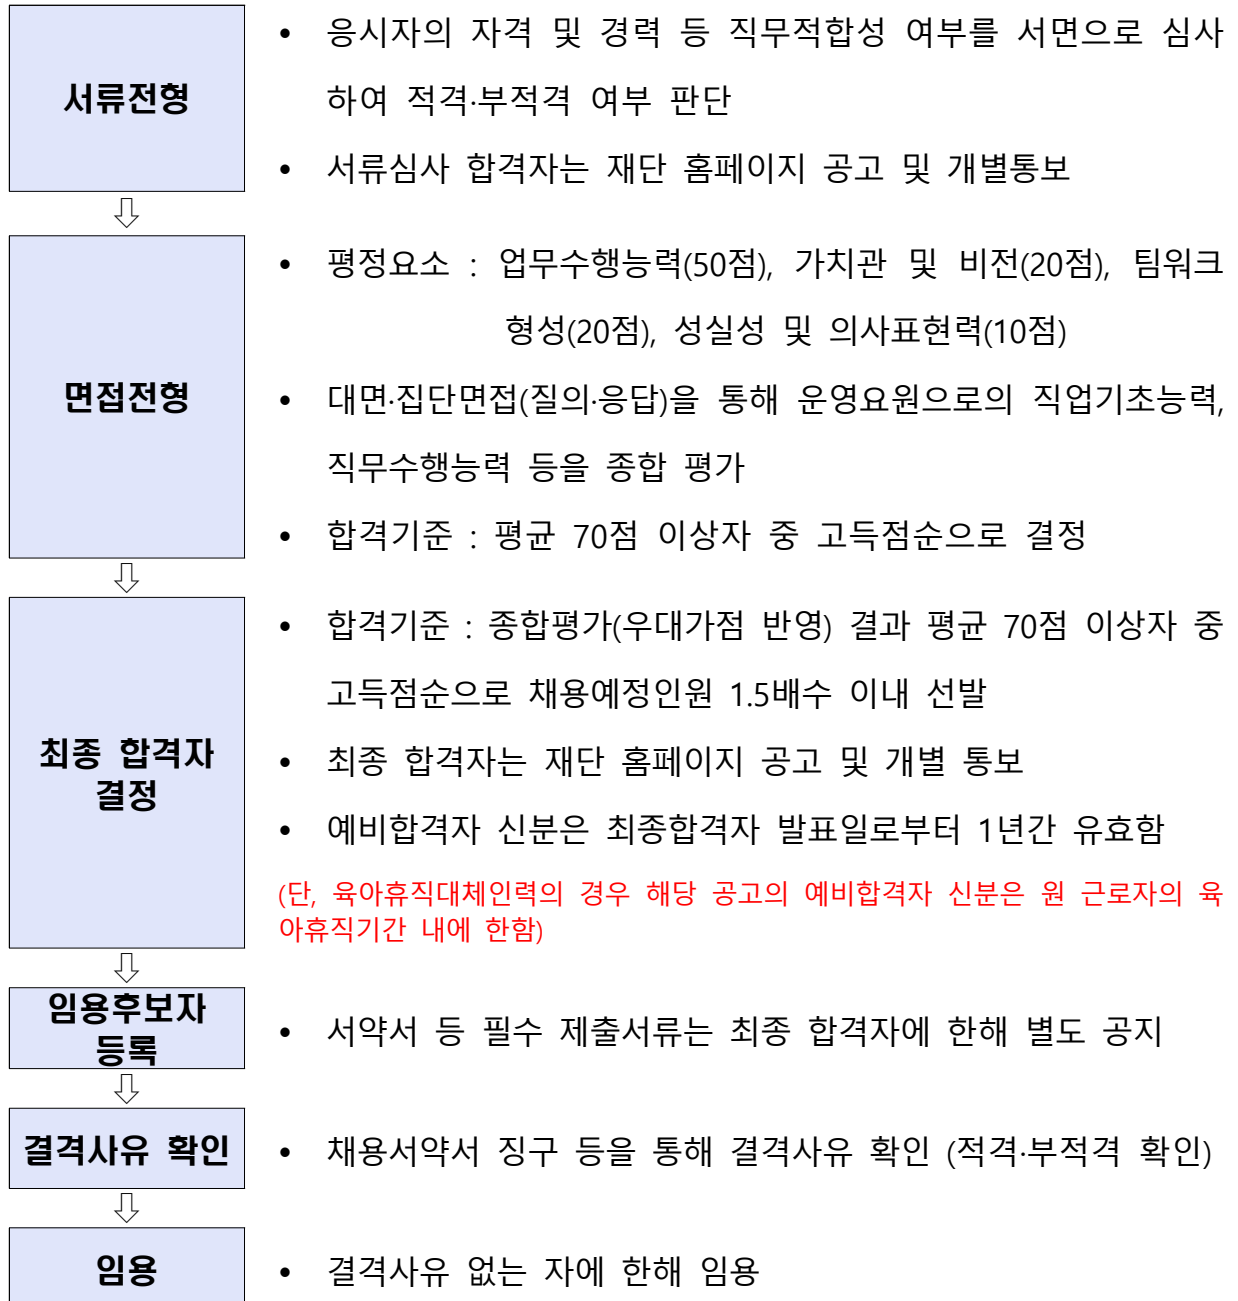 서류전형
• 응시자의 자격 및 경력 등 직무적합성 여부를 서면으로 심사
하여 적격·부적격 여부 판단
• 서류심사 합격자는 재단 홈페이지 공고 및 개별통보
면접전형
• 평정요소 : 업무수행능력(50점), 가치관 및 비전(20점), 팀워크
형성(20점), 성실성 및 의사표현력(10점)
• 대면·집단면접(질의·응답)을 통해 운영요원으로의 직업기초능력,
직무수행능력 등을 종합 평가
• 합격기준 : 평균 70점 이상자 중 고득점순으로 결정
최종 합격자
결정
• 합격기준 : 종합평가(우대가점 반영) 결과 평균 70점 이상자 중
고득점순으로 채용예정인원 1.5배수 이내 선발
• 최종 합격자는 재단 홈페이지 공고 및 개별 통보
• 예비합격자 신분은 최종합격자 발표일로부터 1년간 유효함
(단, 육아휴직대체인력의 경우 해당 공고의 예비합격자 신분은 원 근로자의 육
아휴직기간 내에 한함)
임용후보자
등록
• 서약서 등 필수 제출서류는 최종 합격자에 한해 별도 공지
결격사유 확인
• 채용서약서 징구 등을 통해 결격사유 확인 (적격·부적격 확인)
임용
• 결격사유 없는 자에 한해 임용